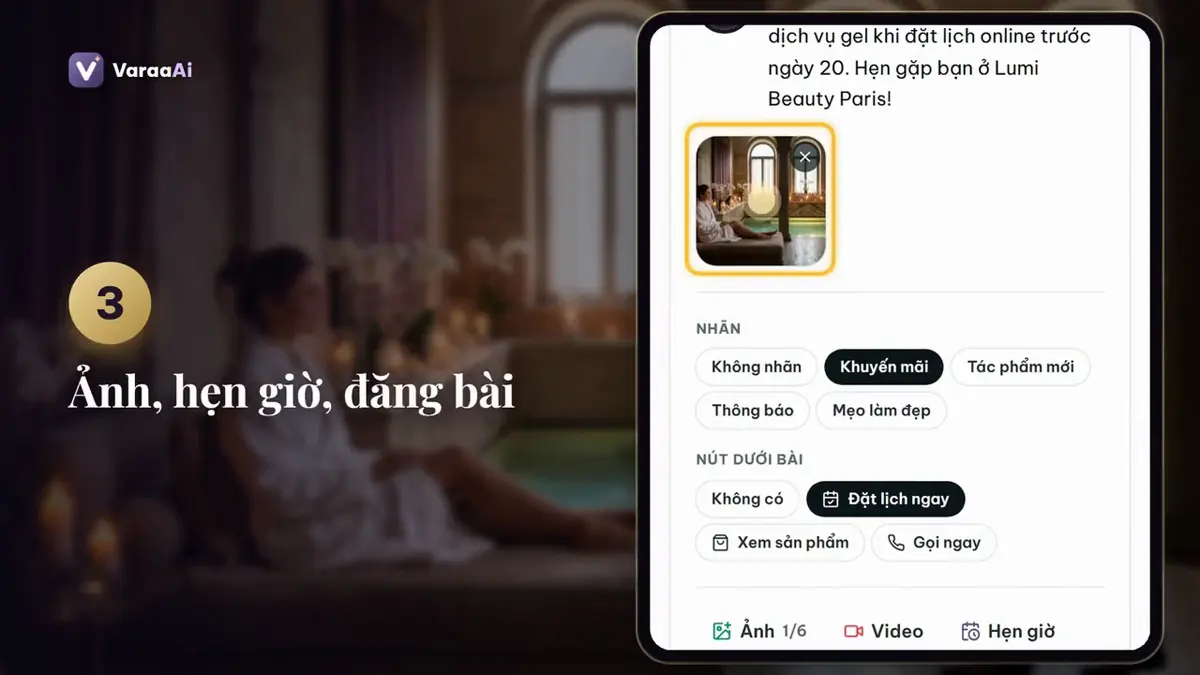 VaraaAi
3
Ảnh, hẹn giờ, đăng bài
dịch vụ gel khi đặt lịch online trước
ngày 20. Hẹn gặp bạn ở Lumi
Beauty Paris!
NHÃN
Không nhãn
Khuyến mãi
Tác phẩm mới
Thông báo
Mẹo làm đẹp
NÚT DƯỚI BÀI
Không có
Đặt lịch ngay
Xem sản phẩm
Gọi ngay
Ảnh 1/6
Video
Hẹn giờ